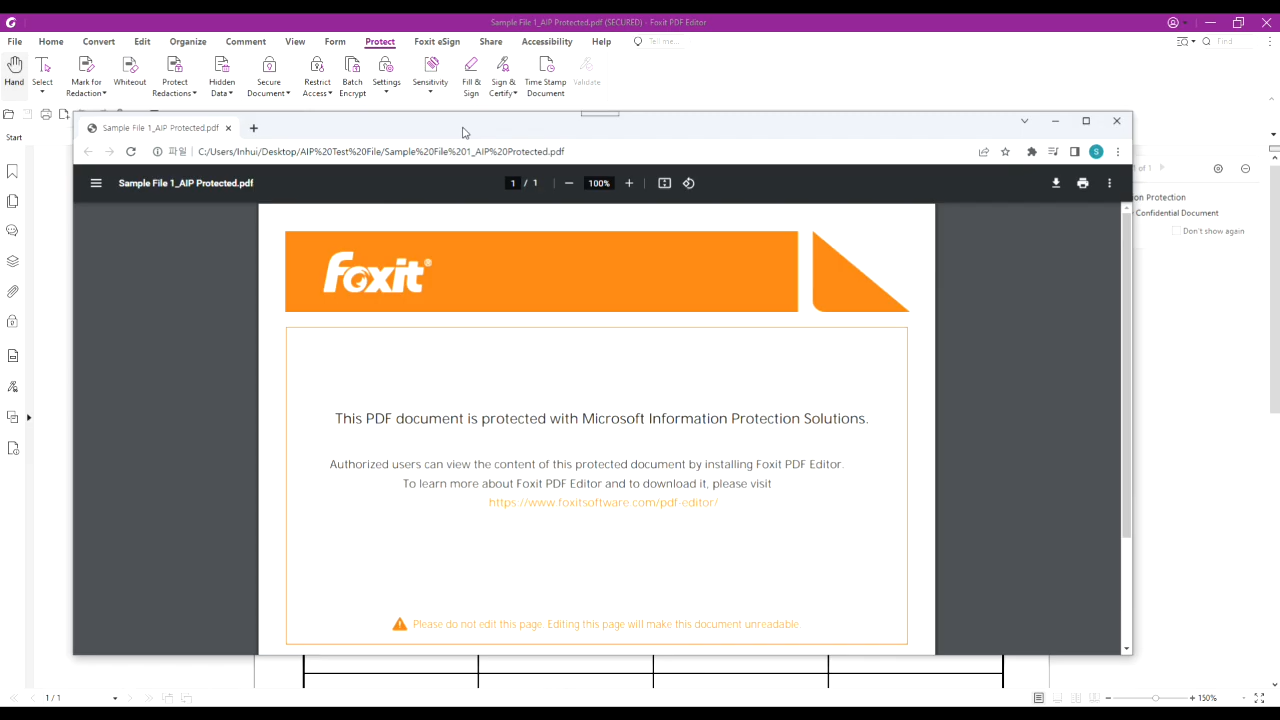 Sample File 1_AIP Protected.pdf (SECURED) - Foxit PDF Editor
File Home Convert Edit Organize Comment View Form Protect Foxit eSign Share Accessibility Help Tell me... Find
Hand Select Mark for Redaction Whiteout Protect Redactions Hidden Data Secure Document Restrict Access Batch Encrypt Settings Sensitivity Fill & Sign Sign & Certify Time Stamp Document Validate
Start
Sample File 1_AIP Protected.pdf
파일 C:/Users/Inhui/Desktop/AIP%20Test%20File/Sample%20File%201_AIP%20Protected.pdf S
of 1
Sample File 1_AIP Protected.pdf 1 / 1 100%
on Protection
Confidential Document
Don't show again
foxit®
This PDF document is protected with Microsoft Information Protection Solutions.
Authorized users can view the content of this protected document by installing Foxit PDF Editor.
To learn more about Foxit PDF Editor and to download it, please visit
https://www.foxitsoftware.com/pdf-editor/
Please do not edit this page. Editing this page will make this document unreadable.
1 / 1 150%